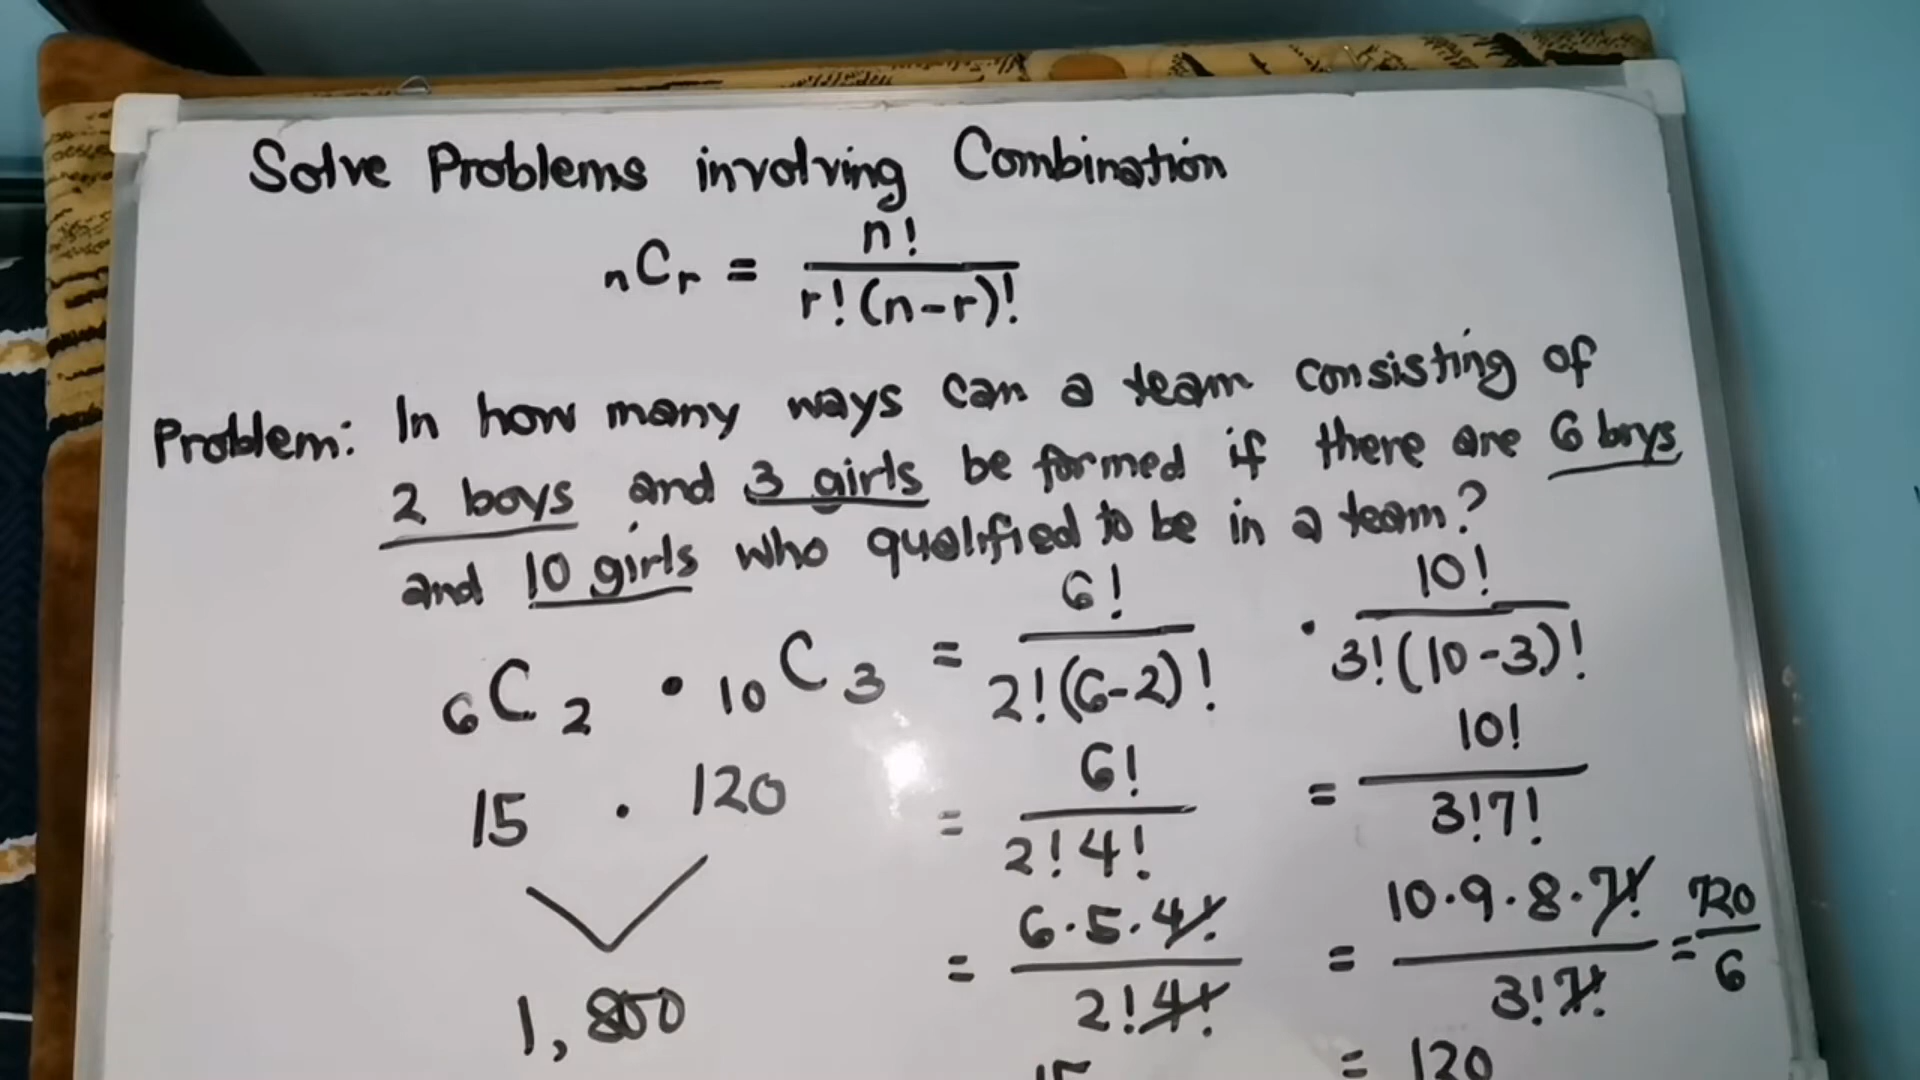 Solve Problems involving Combination
nCr = n! / r!(n-r)!
Problem: In how many ways can a team consisting of
2 boys and 3 girls be formed if there are 6 boys
and 10 girls who qualified to be in a team?
6C2 · 10C3 = 6! / 2!(6-2)! · 10! / 3!(10-3)!
15 · 120 = 6! / 2!4! = 10! / 3!7!
= 6·5·4! / 2!4! = 10·9·8·7! / 3!7! = 720 / 6
1,800
15 = 120